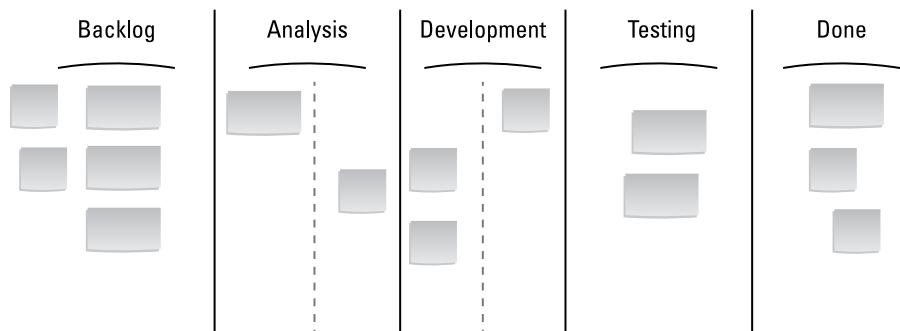 Backlog
Analysis
Development
Testing
Done